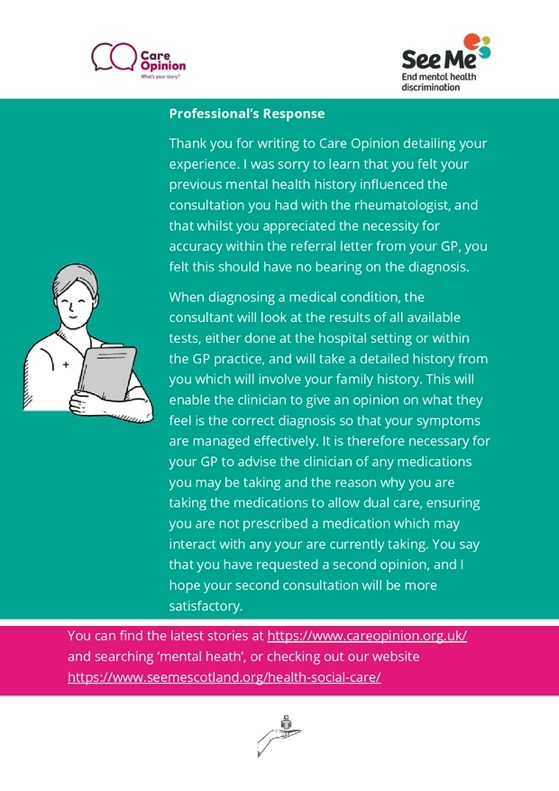 Care
Opinion
What's your story?
See Me
End mental health
discrimination
Professional's Response
Thank you for writing to Care Opinion detailing your
experience. I was sorry to learn that you felt your
previous mental health history influenced the
consultation you had with the rheumatologist, and
that whilst you appreciated the necessity for
accuracy within the referral letter from your GP, you
felt this should have no bearing on the diagnosis.
When diagnosing a medical condition, the
consultant will look at the results of all available
tests, either done at the hospital setting or within
the GP practice, and will take a detailed history from
you which will involve your family history. This will
enable the clinician to give an opinion on what they
feel is the correct diagnosis so that your symptoms
are managed effectively. It is therefore necessary for
your GP to advise the clinician of any medications
you may be taking and the reason why you are
taking the medications to allow dual care, ensuring
you are not prescribed a medication which may
interact with any your are currently taking. You say
that you have requested a second opinion, and I
hope your second consultation will be more
satisfactory.
You can find the latest stories at https://www.careopinion.org.uk/
and searching 'mental heath', or checking out our website
https://www.seemescotland.org/health-social-care/